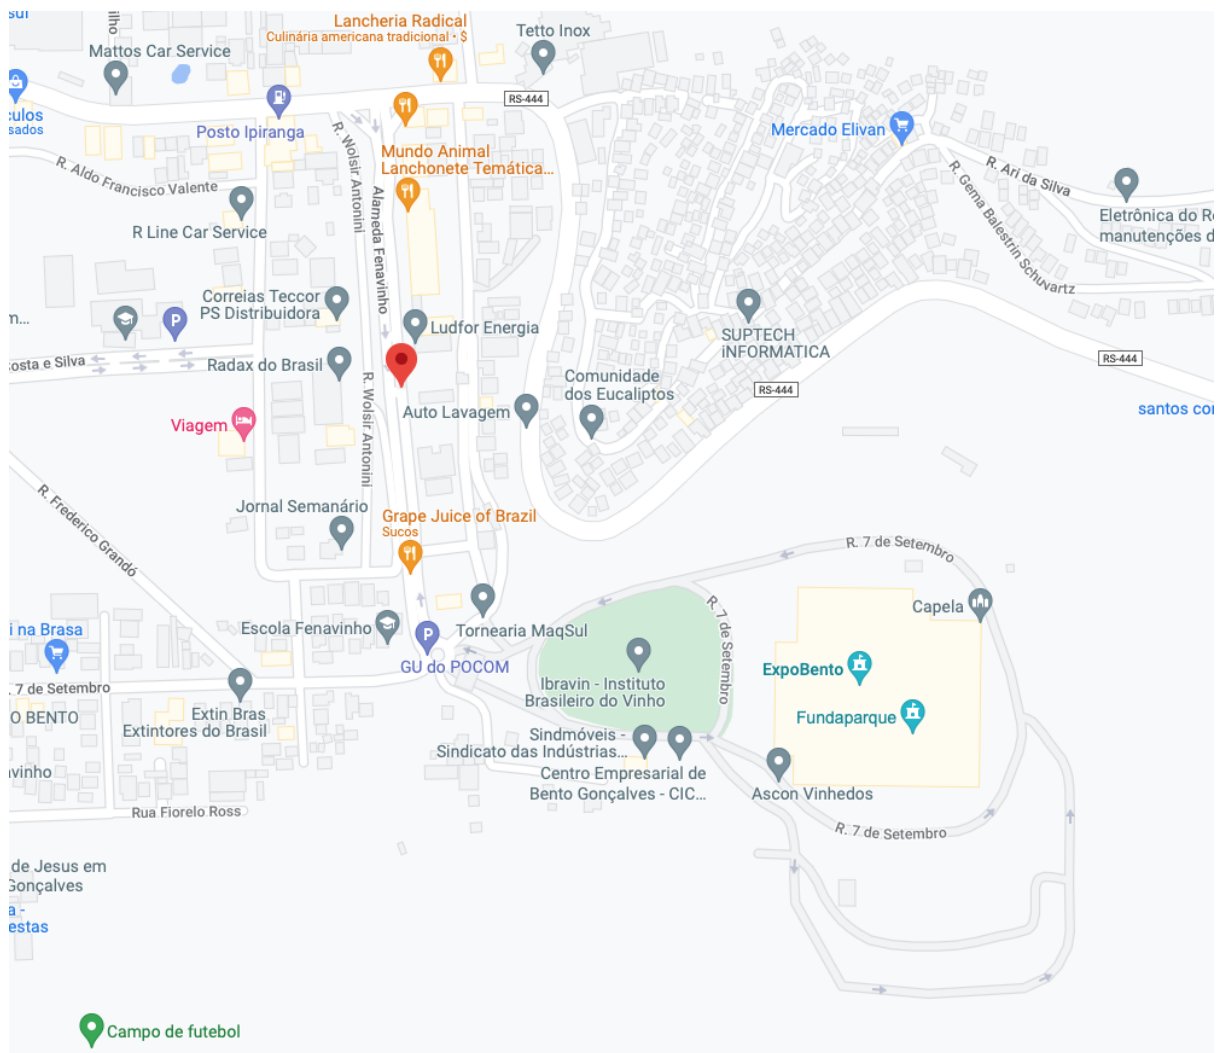 sul
ilho
Lancheria Radical
Culinária americana tradicional · $
Tetto Inox
Mattos Car Service
RS-444
culos
sados
Posto Ipiranga
R. Wolsir Antonini
Mercado Elivan
Mundo Animal
Lanchonete Temática...
R. Aldo Francisco Valente
R. Ari da Silva
R. Gema Balestrin Schuvartz
Alameda Fenavinho
Eletrônica do R
manutenções d
R Line Car Service
Correias Teccor
PS Distribuidora
m...
P
Ludfor Energia
SUPTECH
iNFORMATICA
osta e Silva
Radax do Brasil
RS-444
Comunidade
dos Eucaliptos
RS-444
R. Wolsir Antonini
Auto Lavagem
santos co
Viagem
R. Frederico Grandó
Jornal Semanário
Grape Juice of Brazil
Sucos
R. 7 de Setembro
Capela
R. 7 de Setembro
i na Brasa
Escola Fenavinho
P
Tornearia MaqSul
GU do POCOM
ExpoBento
Ibravin - Instituto
Brasileiro do Vinho
. 7 de Setembro
O BENTO
Extin Bras
Extintores do Brasil
Fundaparque
Sindmóveis -
Sindicato das Indústrias...
avinho
Centro Empresarial de
Bento Gonçalves - CIC...
Ascon Vinhedos
Rua Fiorelo Ross
R. 7 de Setembro
de Jesus em
Gonçalves
a -
estas
Campo de futebol